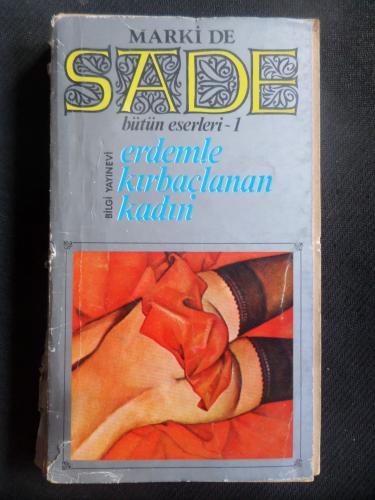 MARKİ DE
SADE
bütün eserleri-1
BİLGİ YAYINEVİ
erdemle
kırbaçlanan
kadın